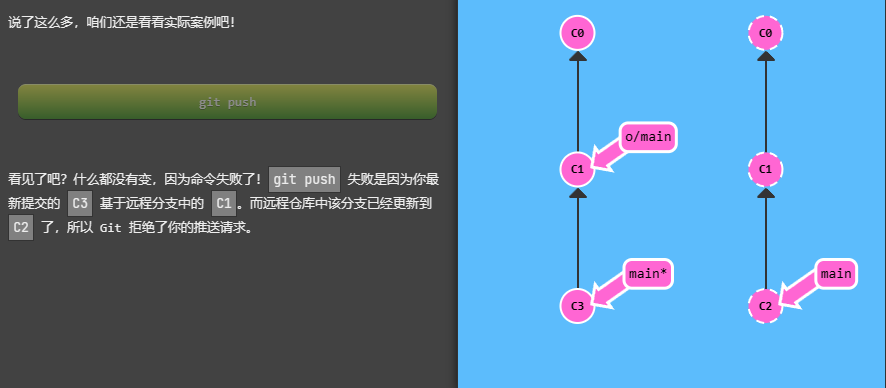 说了这么多，咱们还是看看实际案例吧！
git push
看见了吧？什么都没有变，因为命令失败了！git push 失败是因为你最
新提交的 C3 基于远程分支中的 C1。而远程仓库中该分支已经更新到
C2 了，所以 Git 拒绝了你的推送请求。
C0 C0
o/main
C1 C1
main* main
C3 C2